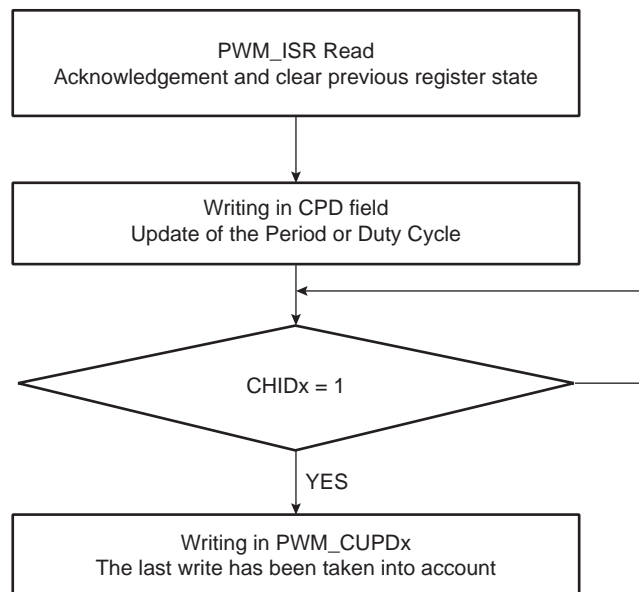 PWM_ISR Read
Acknowledgement and clear previous register state
Writing in CPD field
Update of the Period or Duty Cycle
CHIDx = 1
YES
Writing in PWM_CUPDx
The last write has been taken into account